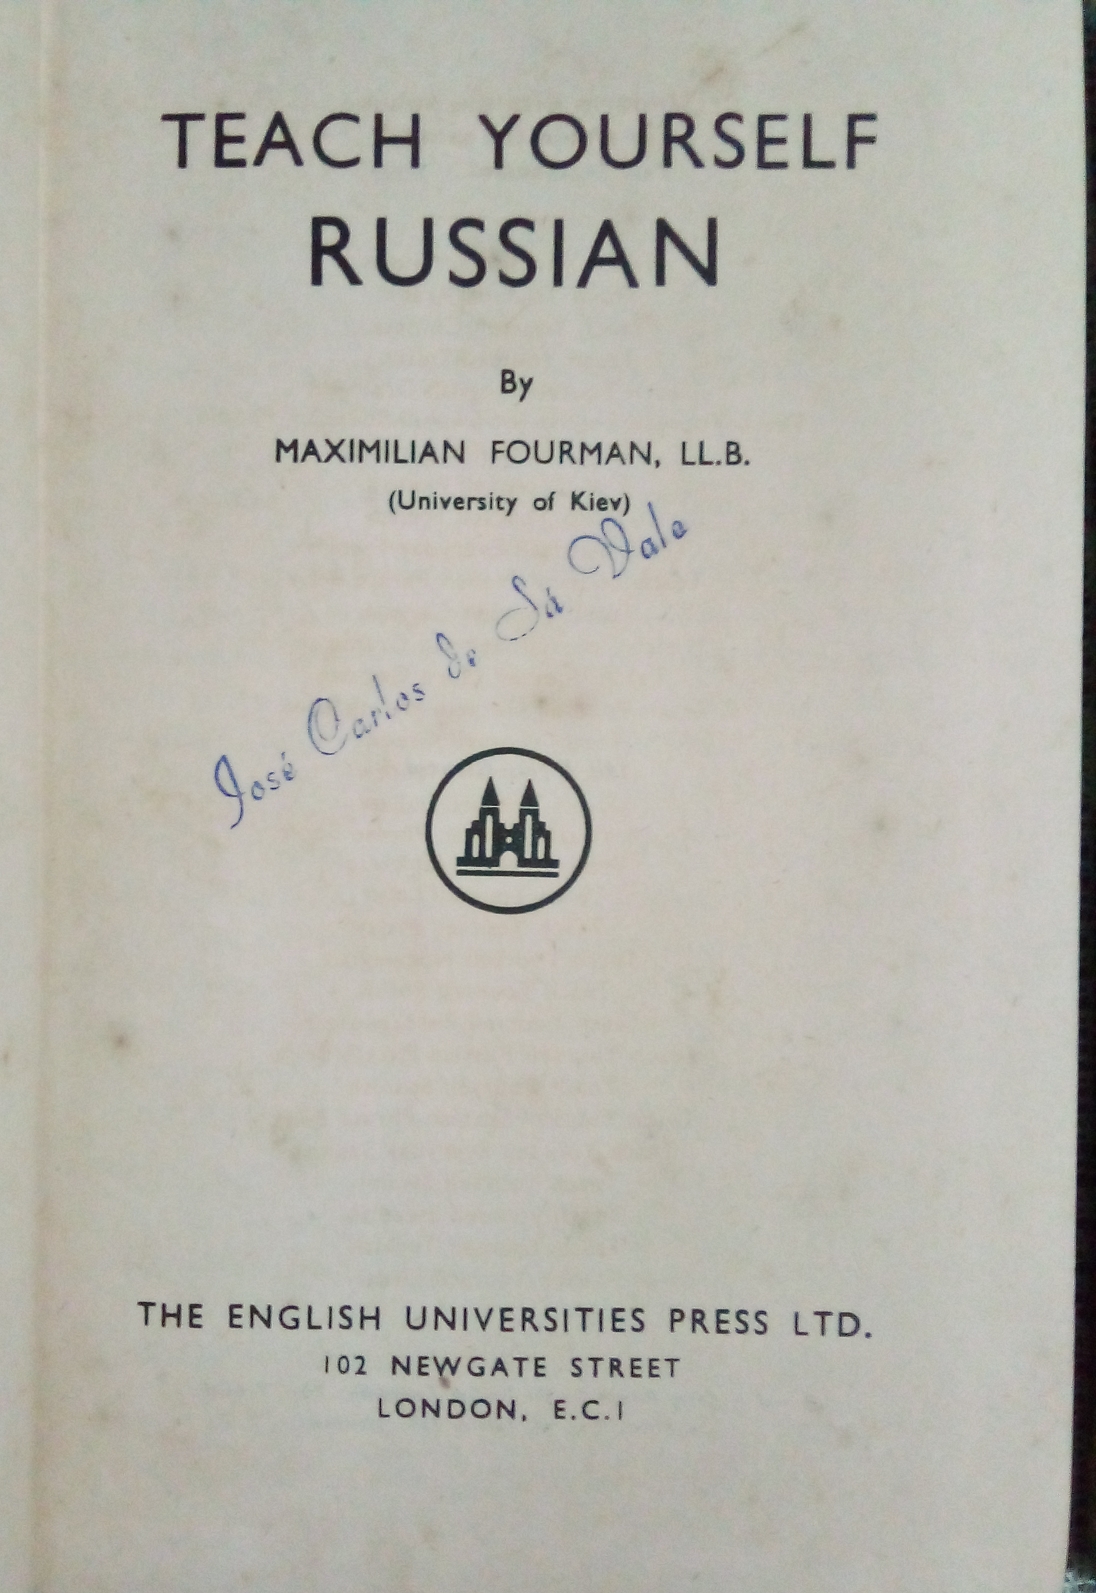 TEACH YOURSELF
RUSSIAN
By
MAXIMILIAN FOURMAN, LL.B.
(University of Kiev)
José Carlos de Sá Vale
THE ENGLISH UNIVERSITIES PRESS LTD.
102 NEWGATE STREET
LONDON, E.C.1